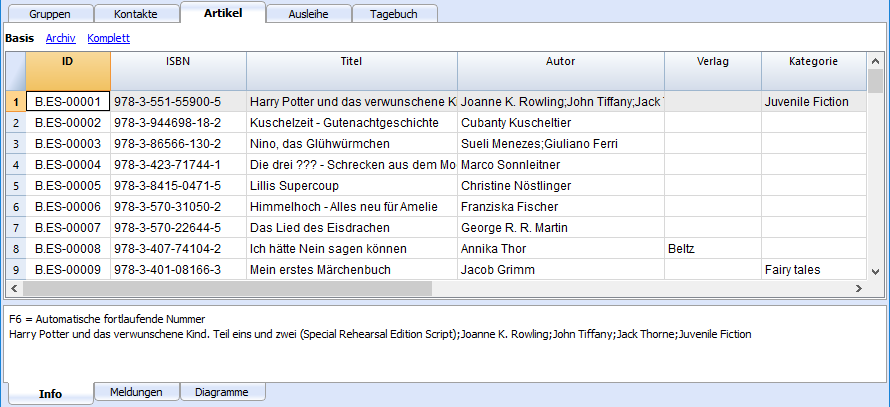 Gruppen Kontakte Artikel Ausleihe Tagebuch
Basis Archiv Komplett
ID ISBN Titel Autor Verlag Kategorie
1 B.ES-00001 978-3-551-55900-5 Harry Potter und das verwunschene Ki Joanne K. Rowling;John Tiffany;Jack Juvenile Fiction
2 B.ES-00002 978-3-944698-18-2 Kuschelzeit - Gutenachtgeschichte Cubanty Kuscheltier
3 B.ES-00003 978-3-86566-130-2 Nino, das Glühwürmchen Sueli Menezes;Giuliano Ferri
4 B.ES-00004 978-3-423-71744-1 Die drei ??? - Schrecken aus dem Mo Marco Sonnleitner
5 B.ES-00005 978-3-8415-0471-5 Lillis Supercoup Christine Nöstlinger
6 B.ES-00006 978-3-570-31050-2 Himmelhoch - Alles neu für Amelie Franziska Fischer
7 B.ES-00007 978-3-570-22644-5 Das Lied des Eisdrachen George R. R. Martin
8 B.ES-00008 978-3-407-74104-2 Ich hätte Nein sagen können Annika Thor Beltz
9 B.ES-00009 978-3-401-08166-3 Mein erstes Märchenbuch Jacob Grimm Fairy tales
F6 = Automatische fortlaufende Nummer
Harry Potter und das verwunschene Kind. Teil eins und zwei (Special Rehearsal Edition Script);Joanne K. Rowling;John Tiffany;Jack Thorne;Juvenile Fiction
Info Meldungen Diagramme